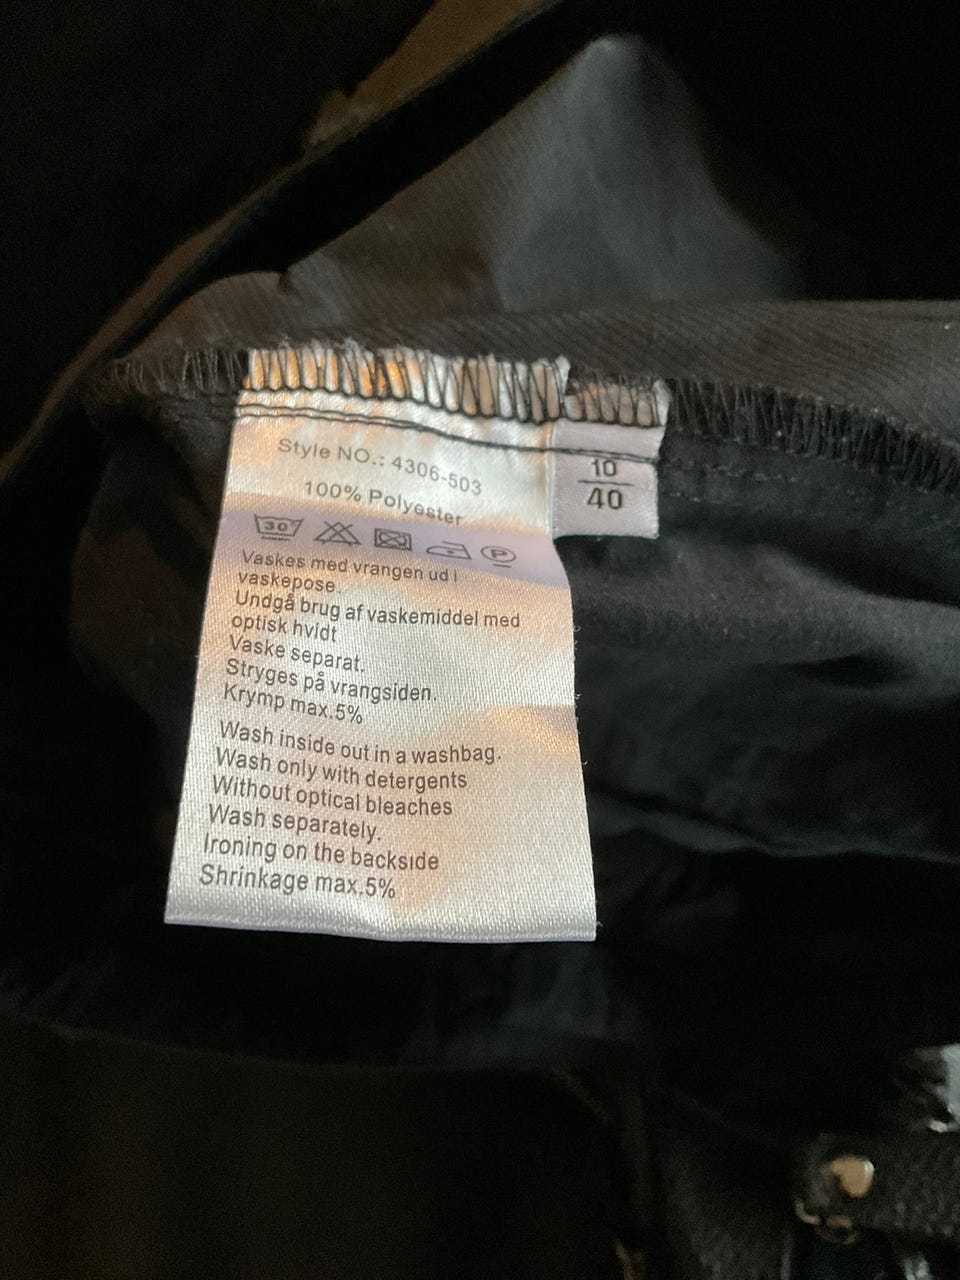 Style NO.: 4306-503
100% Polyester
10
40
30°
P
Vaskes med vrangen ud i
vaskepose.
Undgå brug af vaskemiddel med
optisk hvidt
Vaske separat.
Stryges på vrangsiden.
Krymp max.5%
Wash inside out in a washbag.
Wash only with detergents
Without optical bleaches
Wash separately.
Ironing on the backside
Shrinkage max.5%